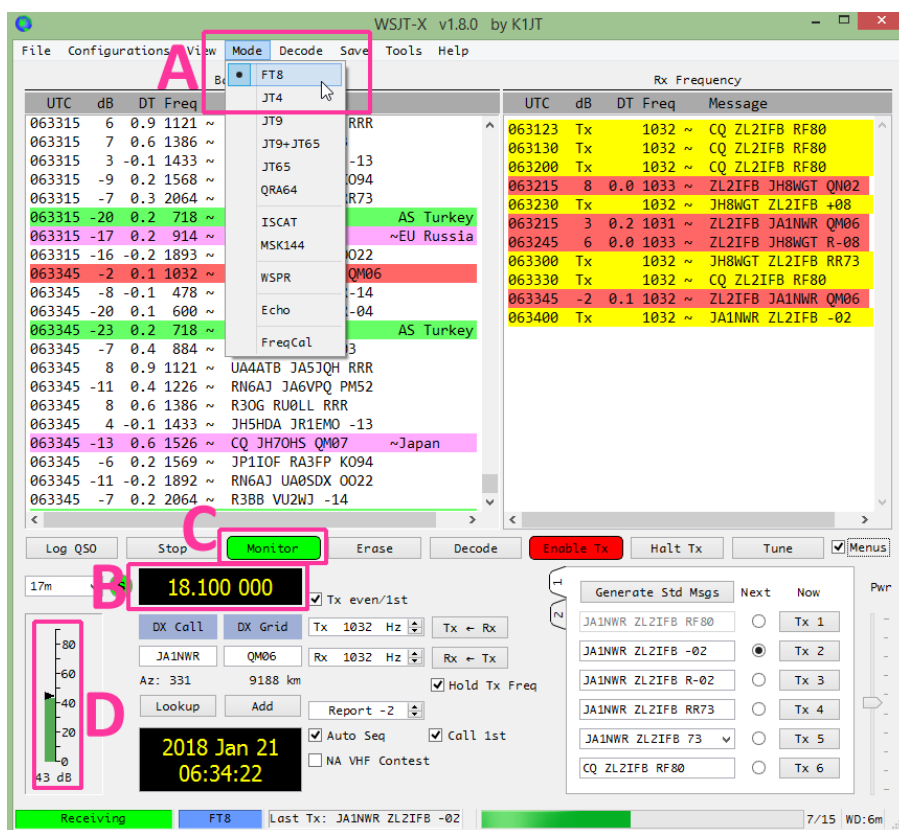 WSJT-X v1.8.0 by K1JT
File Configurations View Mode Decode Save Tools Help
A
FT8
JT4
JT9
JT9+JT65
JT65
QRA64
ISCAT
MSK144
WSPR
Echo
FreqCal
Rx Frequency
UTC dB DT Freq
063315 6 0.9 1121 ~ RRR
063315 7 0.6 1386 ~
063315 3 -0.1 1433 ~ -13
063315 -9 0.2 1568 ~ KO94
063315 -7 0.3 2064 ~ RR73
063315 -20 0.2 718 ~ AS Turkey
063315 -17 0.2 914 ~ ~EU Russia
063315 -16 -0.2 1893 ~ OO22
063345 -2 0.1 1032 ~ QM06
063345 -8 -0.1 478 ~ -14
063345 -20 0.1 600 ~ -04
063345 -23 0.2 718 ~ AS Turkey
063345 -7 0.4 884 ~
063345 8 0.9 1121 ~ UA4ATB JA5JQH RRR
063345 -11 0.4 1226 ~ RN6AJ JA6VPQ PM52
063345 8 0.6 1386 ~ R3OG RU0LL RRR
063345 4 -0.1 1433 ~ JH5HDA JR1EMO -13
063345 -13 0.6 1526 ~ CQ JH7OHS QM07 ~Japan
063345 -6 0.2 1569 ~ JP1IOF RA3FP KO94
063345 -11 -0.2 1892 ~ RN6AJ UA0SDX OO22
063345 -7 0.2 2064 ~ R3BB VU2WJ -14
UTC dB DT Freq Message
063123 Tx 1032 ~ CQ ZL2IFB RF80
063130 Tx 1032 ~ CQ ZL2IFB RF80
063200 Tx 1032 ~ CQ ZL2IFB RF80
063215 8 0.0 1033 ~ ZL2IFB JH8WGT QN02
063230 Tx 1032 ~ JH8WGT ZL2IFB +08
063215 3 0.2 1031 ~ ZL2IFB JA1NWR QM06
063245 6 0.0 1033 ~ ZL2IFB JH8WGT R-08
063300 Tx 1032 ~ JH8WGT ZL2IFB RR73
063330 Tx 1032 ~ CQ ZL2IFB RF80
063345 -2 0.1 1032 ~ ZL2IFB JA1NWR QM06
063400 Tx 1032 ~ JA1NWR ZL2IFB -02
C
Log QSO Stop Monitor Erase Decode Enable Tx Halt Tx Tune Menus
17m
B
18.100 000
Tx even/1st
DX Call DX Grid Tx 1032 Hz Tx ← Rx
JA1NWR QM06 Rx 1032 Hz Rx ← Tx
Az: 331 9188 km Hold Tx Freq
Lookup Add Report -2
2018 Jan 21
06:34:22
Auto Seq Call 1st
NA VHF Contest
D
80
60
40
20
0
43 dB
1
2
Generate Std Msgs Next Now Pwr
JA1NWR ZL2IFB RF80 Tx 1
JA1NWR ZL2IFB -02 Tx 2
JA1NWR ZL2IFB R-02 Tx 3
JA1NWR ZL2IFB RR73 Tx 4
JA1NWR ZL2IFB 73 Tx 5
CQ ZL2IFB RF80 Tx 6
Receiving FT8 Last Tx: JA1NWR ZL2IFB -02 7/15 WD:6m